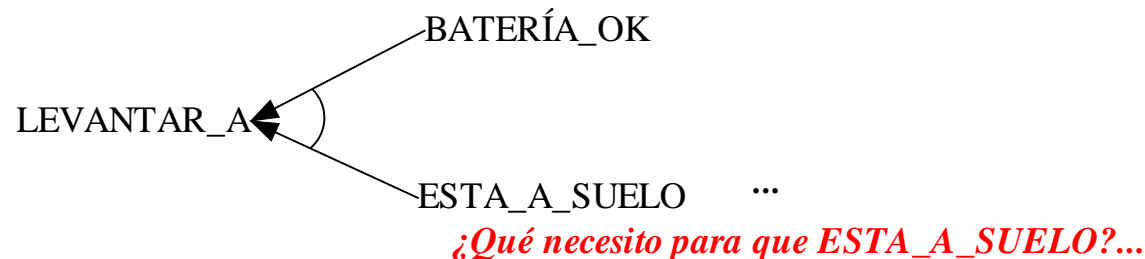 BATERÍA_OK
LEVANTAR_A
ESTA_A_SUELO ...
¿Qué necesito para que ESTA_A_SUELO?...